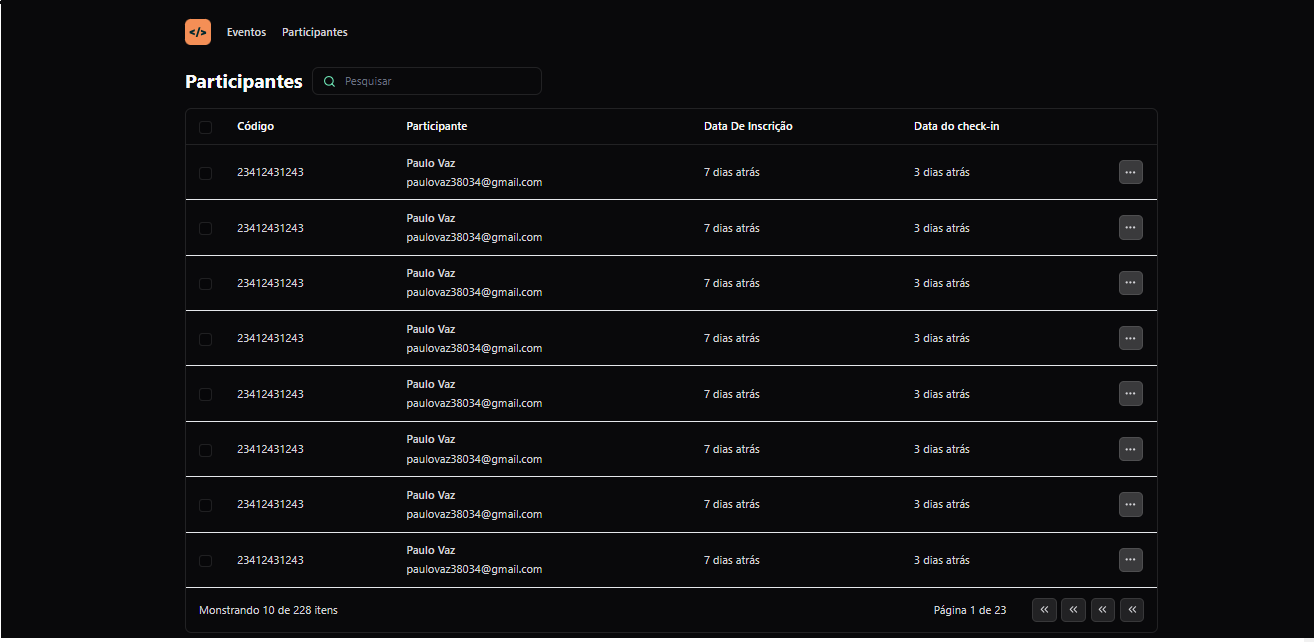 </> Eventos Participantes
Participantes Pesquisar
Código Participante Data De Inscrição Data do check-in
Paulo Vaz
23412431243 7 dias atrás 3 dias atrás ...
paulovaz38034@gmail.com
Paulo Vaz
23412431243 7 dias atrás 3 dias atrás ...
paulovaz38034@gmail.com
Paulo Vaz
23412431243 7 dias atrás 3 dias atrás ...
paulovaz38034@gmail.com
Paulo Vaz
23412431243 7 dias atrás 3 dias atrás ...
paulovaz38034@gmail.com
Paulo Vaz
23412431243 7 dias atrás 3 dias atrás ...
paulovaz38034@gmail.com
Paulo Vaz
23412431243 7 dias atrás 3 dias atrás ...
paulovaz38034@gmail.com
Paulo Vaz
23412431243 7 dias atrás 3 dias atrás ...
paulovaz38034@gmail.com
Paulo Vaz
23412431243 7 dias atrás 3 dias atrás ...
paulovaz38034@gmail.com
Monstrando 10 de 228 itens Página 1 de 23 « « « «